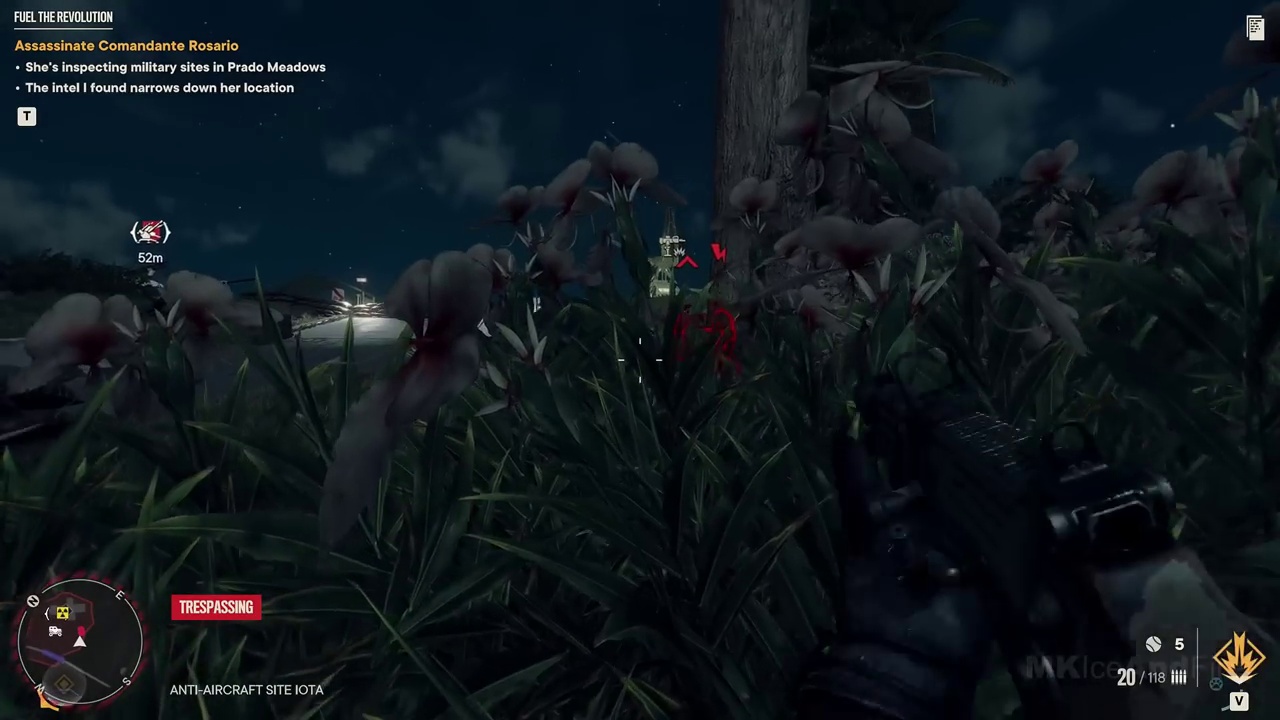 FUEL THE REVOLUTION
Assassinate Comandante Rosario
• She's inspecting military sites in Prado Meadows
• The intel I found narrows down her location
T
52m
E
S
TRESPASSING
ANTI-AIRCRAFT SITE IOTA
5
20 / 118
V